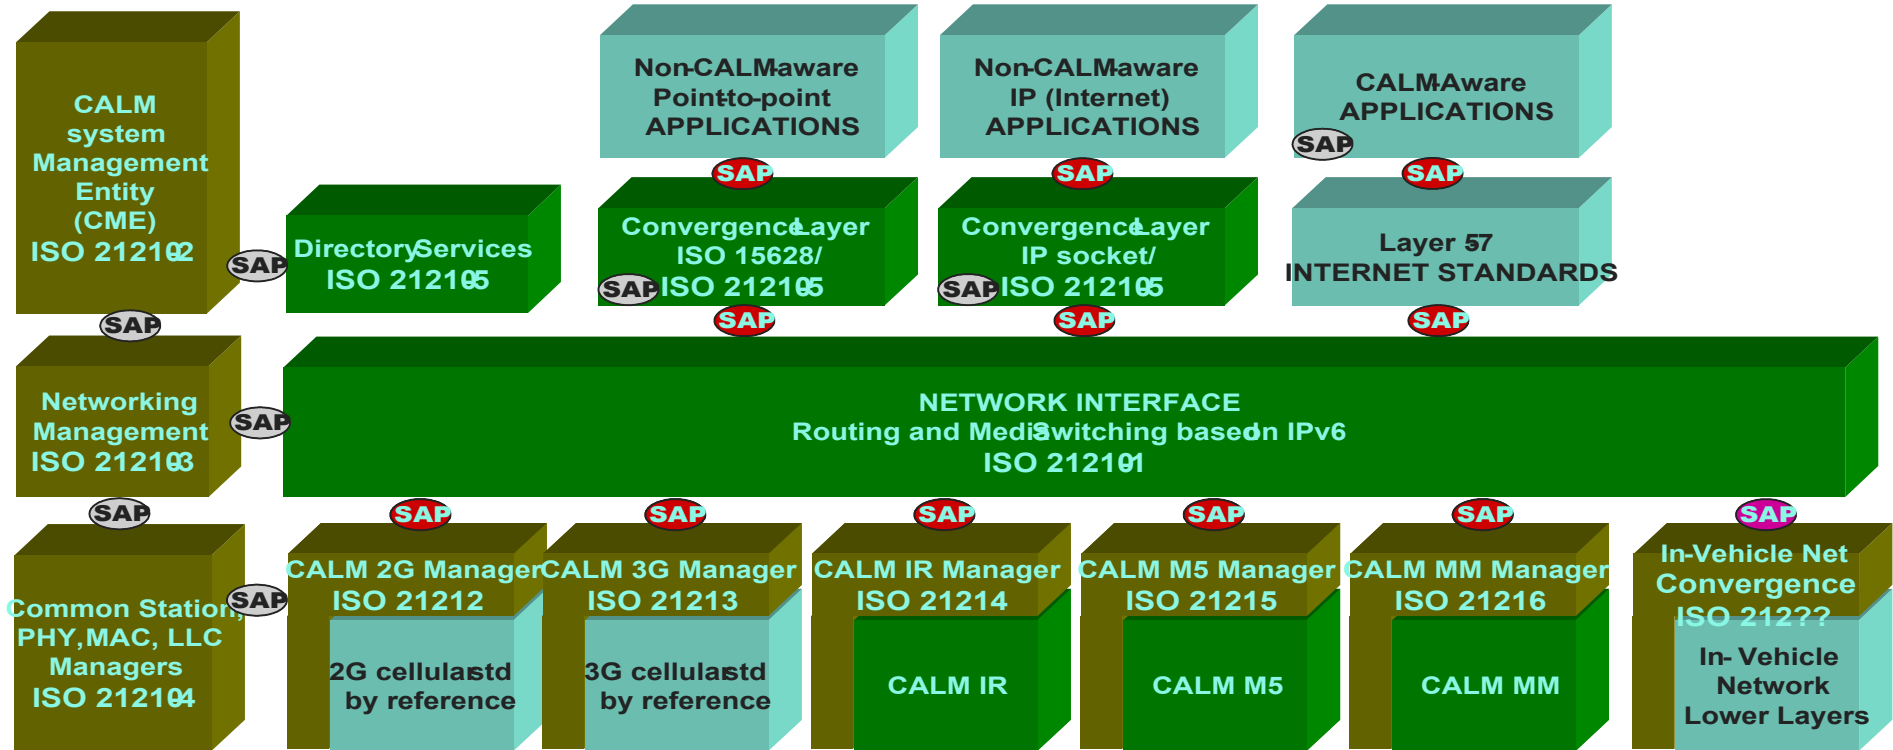 CALM
system
Management
Entity
(CME)
ISO 21210-2
SAP
Directory Services
ISO 21210-5
Non-CALM-aware
Point-to-point
APPLICATIONS
SAP
Convergence Layer
ISO 15628/
SAP
ISO 21210-5
SAP
Non-CALM-aware
IP (Internet)
APPLICATIONS
SAP
Convergence Layer
IP socket/
SAP
ISO 21210-5
SAP
CALM-Aware
APPLICATIONS
SAP
SAP
Layer 5-7
INTERNET STANDARDS
SAP
SAP
Networking
Management
ISO 21210-3
SAP
NETWORK INTERFACE
Routing and Media Switching based on IPv6
ISO 21210-1
SAP
SAP
SAP
SAP
SAP
SAP
SAP
Common Station,
PHY, MAC, LLC
Managers
ISO 21210-4
SAP
CALM 2G Manager
ISO 21212
2G cellular std
by reference
CALM 3G Manager
ISO 21213
3G cellular std
by reference
CALM IR Manager
ISO 21214
CALM IR
CALM M5 Manager
ISO 21215
CALM M5
CALM MM Manager
ISO 21216
CALM MM
In-Vehicle Net
Convergence
ISO 212??
In- Vehicle
Network
Lower Layers